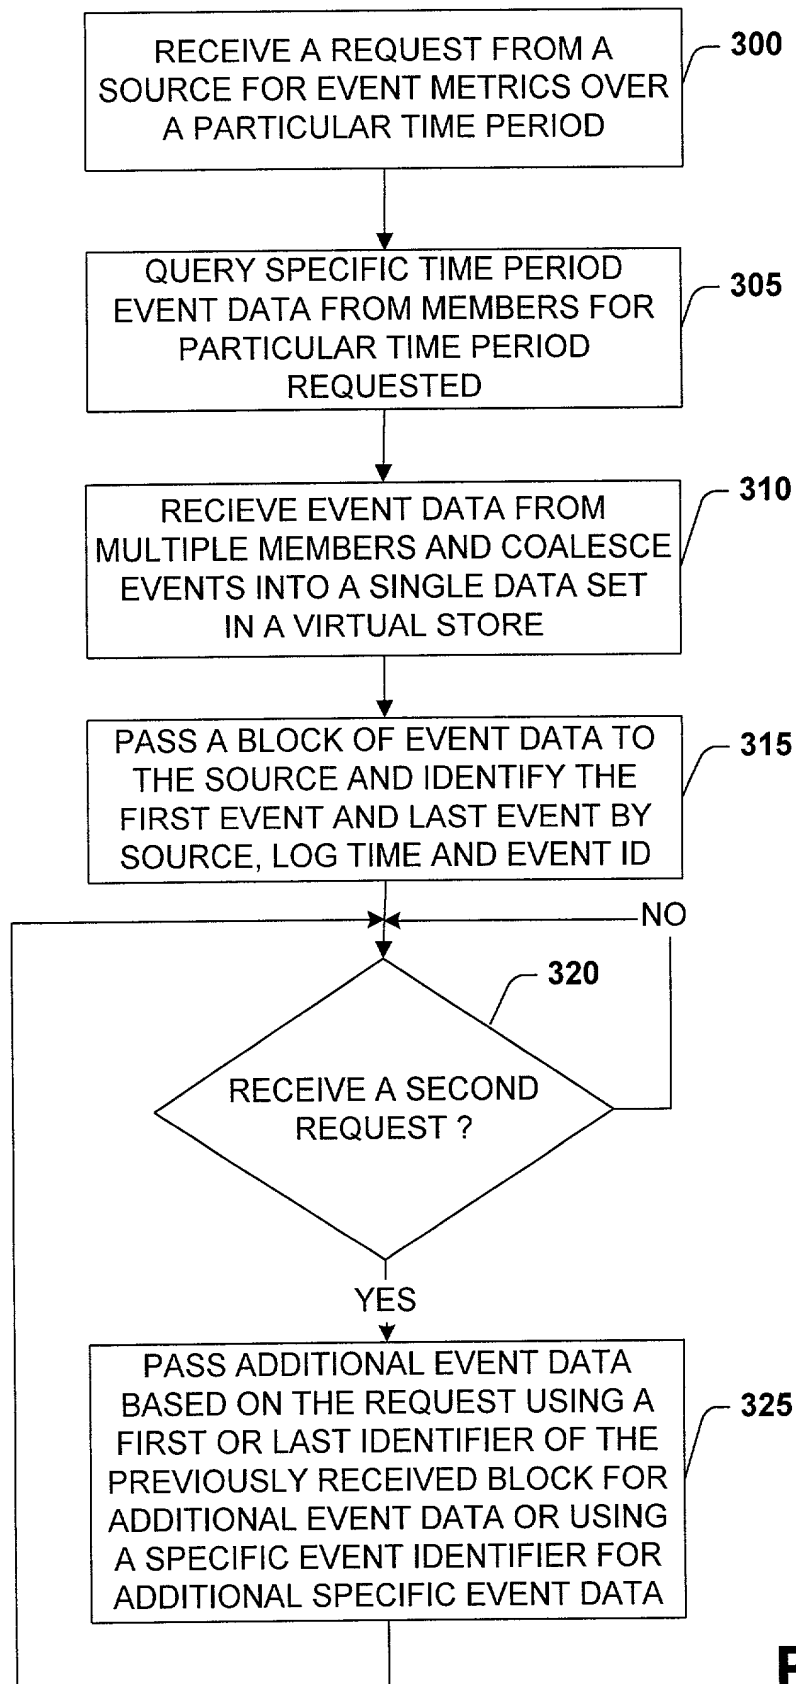 RECEIVE A REQUEST FROM A
SOURCE FOR EVENT METRICS OVER
A PARTICULAR TIME PERIOD
300
QUERY SPECIFIC TIME PERIOD
EVENT DATA FROM MEMBERS FOR
PARTICULAR TIME PERIOD
REQUESTED
305
RECIEVE EVENT DATA FROM
MULTIPLE MEMBERS AND COALESCE
EVENTS INTO A SINGLE DATA SET
IN A VIRTUAL STORE
310
PASS A BLOCK OF EVENT DATA TO
THE SOURCE AND IDENTIFY THE
FIRST EVENT AND LAST EVENT BY
SOURCE, LOG TIME AND EVENT ID
315
NO
320
RECEIVE A SECOND
REQUEST ?
YES
PASS ADDITIONAL EVENT DATA
BASED ON THE REQUEST USING A
FIRST OR LAST IDENTIFIER OF THE
PREVIOUSLY RECEIVED BLOCK FOR
ADDITIONAL EVENT DATA OR USING
A SPECIFIC EVENT IDENTIFIER FOR
ADDITIONAL SPECIFIC EVENT DATA
325